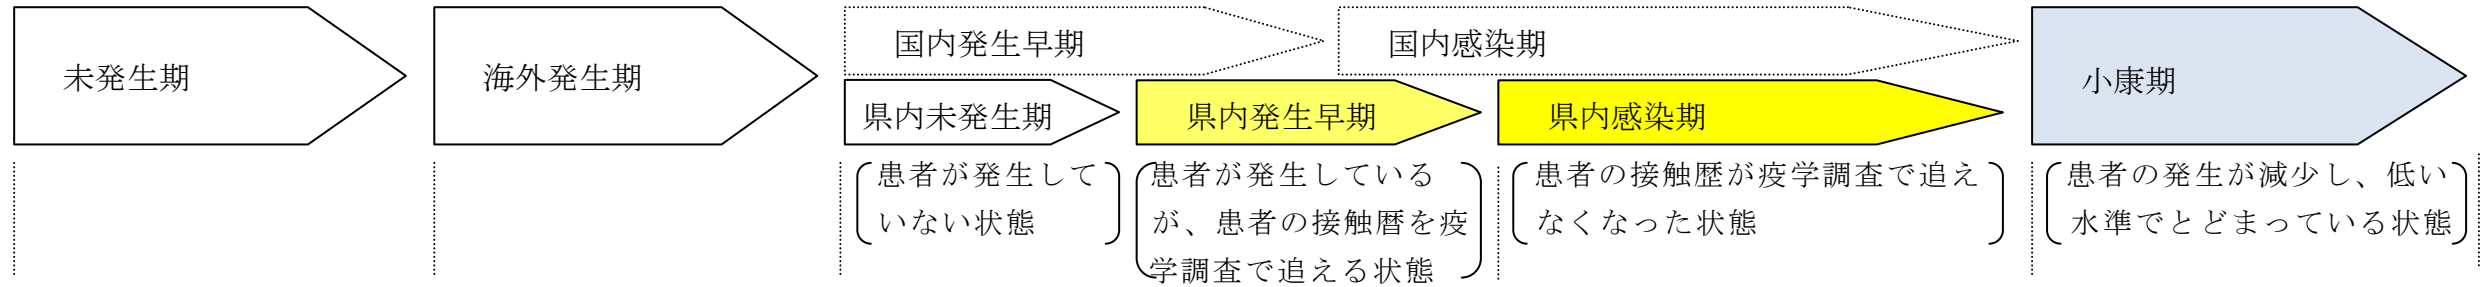 未発生期
海外発生期
国内発生早期
国内感染期
県内未発生期
県内発生早期
県内感染期
小康期
患者が発生して
いない状態
患者が発生している
が、患者の接触暦を疫
学調査で追える状態
患者の接触歴が疫学調査で追え
なくなった状態
患者の発生が減少し、低い
水準でとどまっている状態